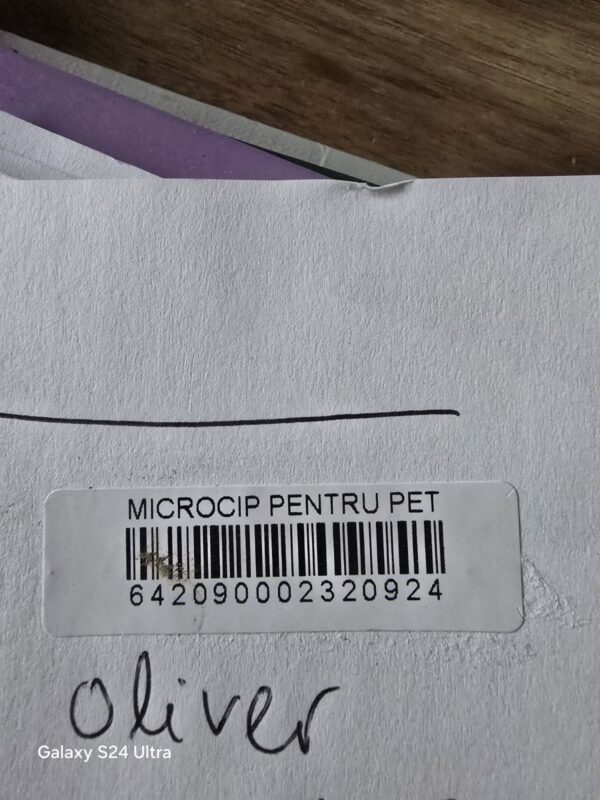 MICROCIP PENTRU PET
642090002320924
oliver
Galaxy S24 Ultra